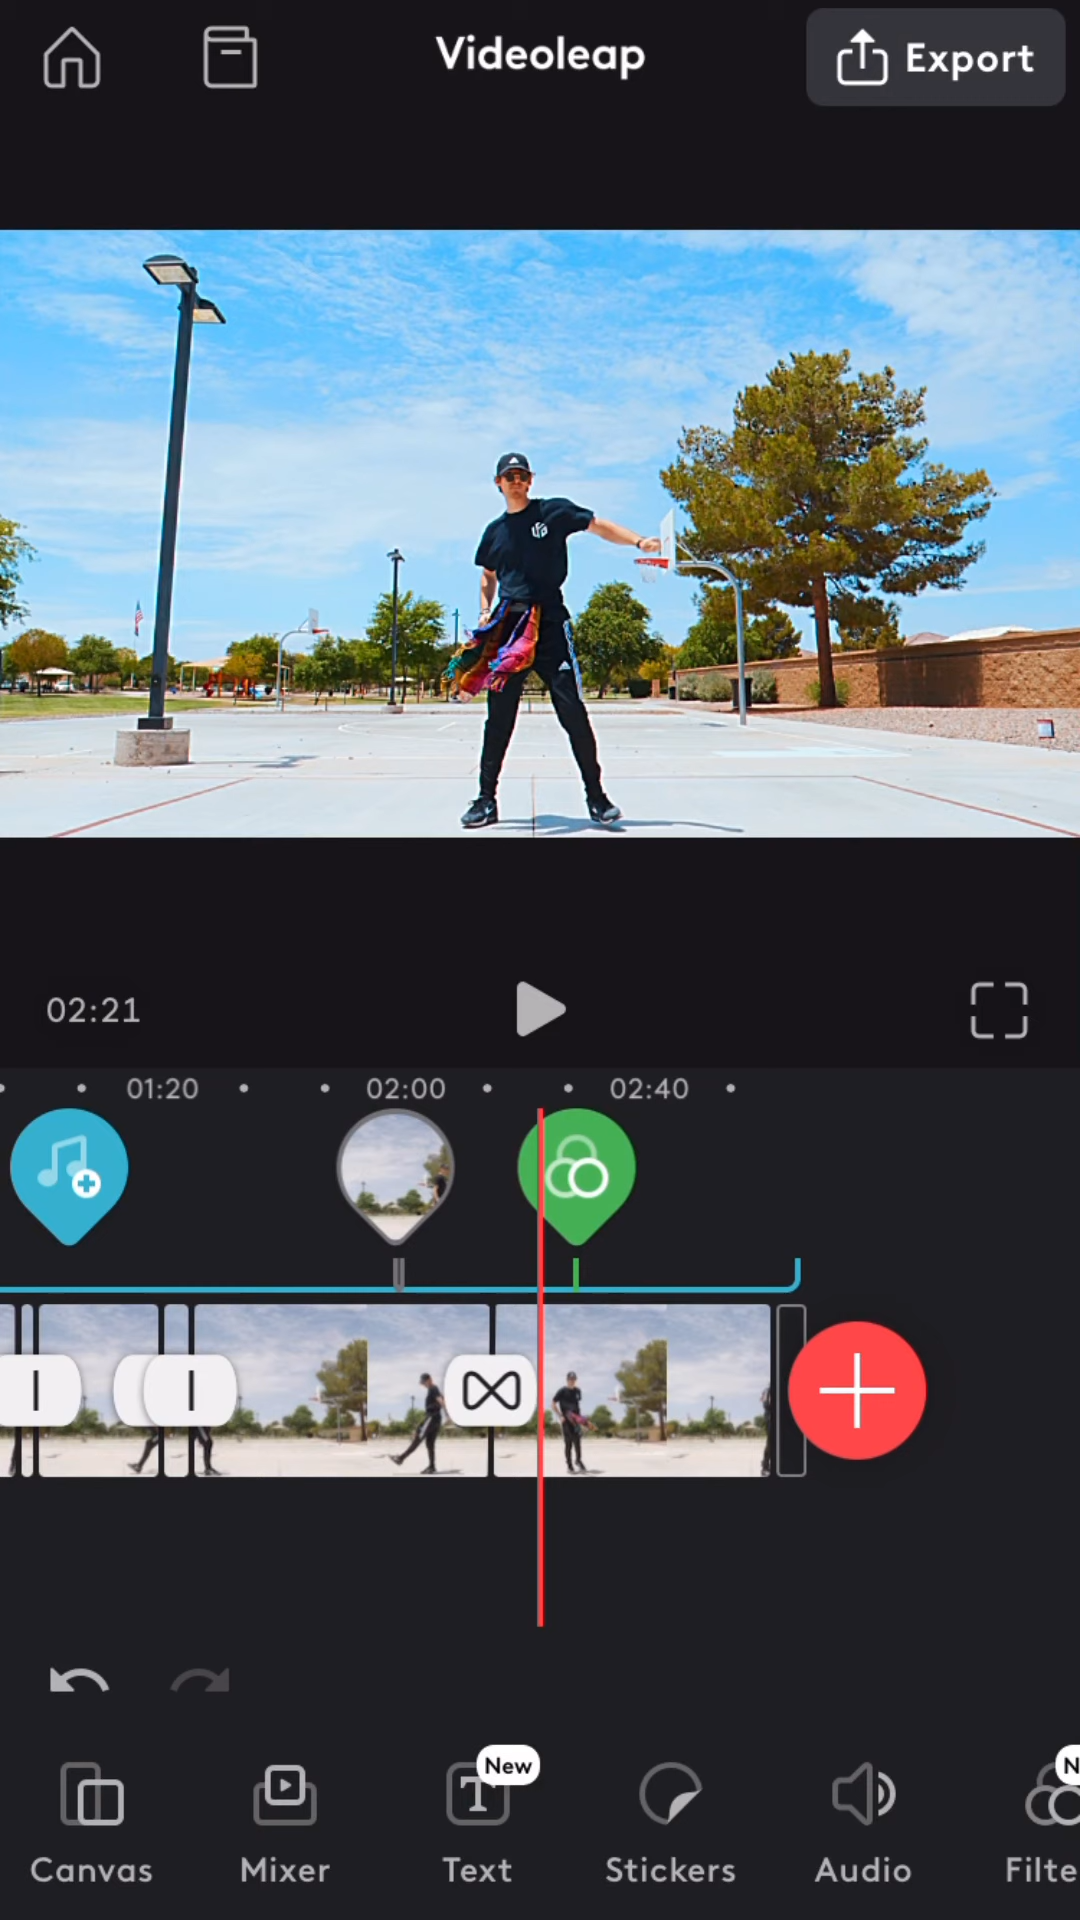 Videoleap
Export
02:21
01:20
02:00
02:40
New
N
Canvas
Mixer
Text
Stickers
Audio
Filte